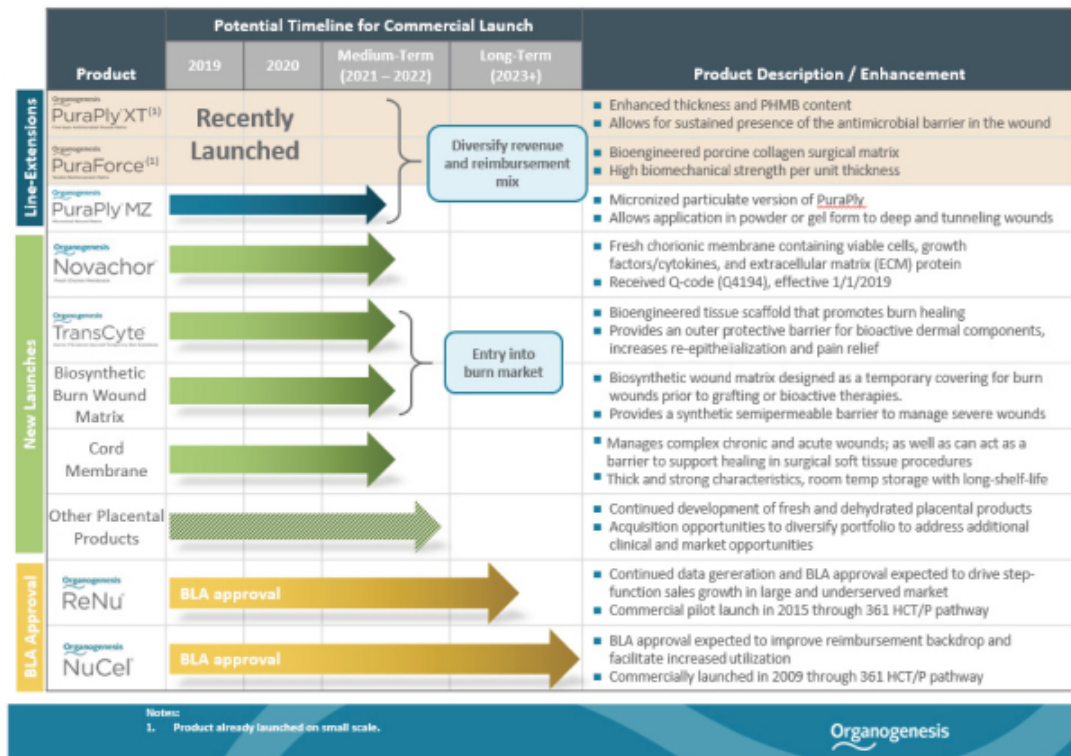 Potential Timeline for Commercial Launch
Product
2019
2020
Medium-Term
(2021 – 2022)
Long-Term
(2023+)
Product Description / Enhancement
Line-Extensions
Organogenesis
PuraPly XT(1)
Recently
Launched
Diversify revenue
and reimbursement
mix
■ Enhanced thickness and PHMB content
■ Allows for sustained presence of the antimicrobial barrier in the wound
Organogenesis
PuraForce(1)
■ Bioengineered porcine collagen surgical matrix
■ High biomechanical strength per unit thickness
Organogenesis
PuraPly MZ
■ Micronized particulate version of PuraPly
■ Allows application in powder or gel form to deep and tunneling wounds
New Launches
Organogenesis
Novachor
■ Fresh chorionic membrane containing viable cells, growth
factors/cytokines, and extracellular matrix (ECM) protein
■ Received Q-code (Q4194), effective 1/1/2019
Organogenesis
TransCyte
Entry into
burn market
■ Bioengineered tissue scaffold that promotes burn healing
■ Provides an outer protective barrier for bioactive dermal components,
increases re-epithelialization and pain relief
Biosynthetic
Burn Wound
Matrix
■ Biosynthetic wound matrix designed as a temporary covering for burn
wounds prior to grafting or bioactive therapies.
■ Provides a synthetic semipermeable barrier to manage severe wounds
Cord
Membrane
■ Manages complex chronic and acute wounds; as well as can act as a
barrier to support healing in surgical soft tissue procedures
■ Thick and strong characteristics, room temp storage with long-shelf-life
Other Placental
Products
■ Continued development of fresh and dehydrated placental products
■ Acquisition opportunities to diversify portfolio to address additional
clinical and market opportunities
BLA Approval
Organogenesis
ReNu
BLA approval
■ Continued data gereration and BLA approval expected to drive step-
function sales growth in large and underserved market
■ Commercial pilot launch in 2015 through 361 HCT/P pathway
Organogenesis
NuCel
BLA approval
■ BLA approval expected to improve reimbursement backdrop and
facilitate increased utilization
■ Commercially launched in 2009 through 361 HCT/P pathway
Notes:
1. Product already launched on small scale.
Organogenesis